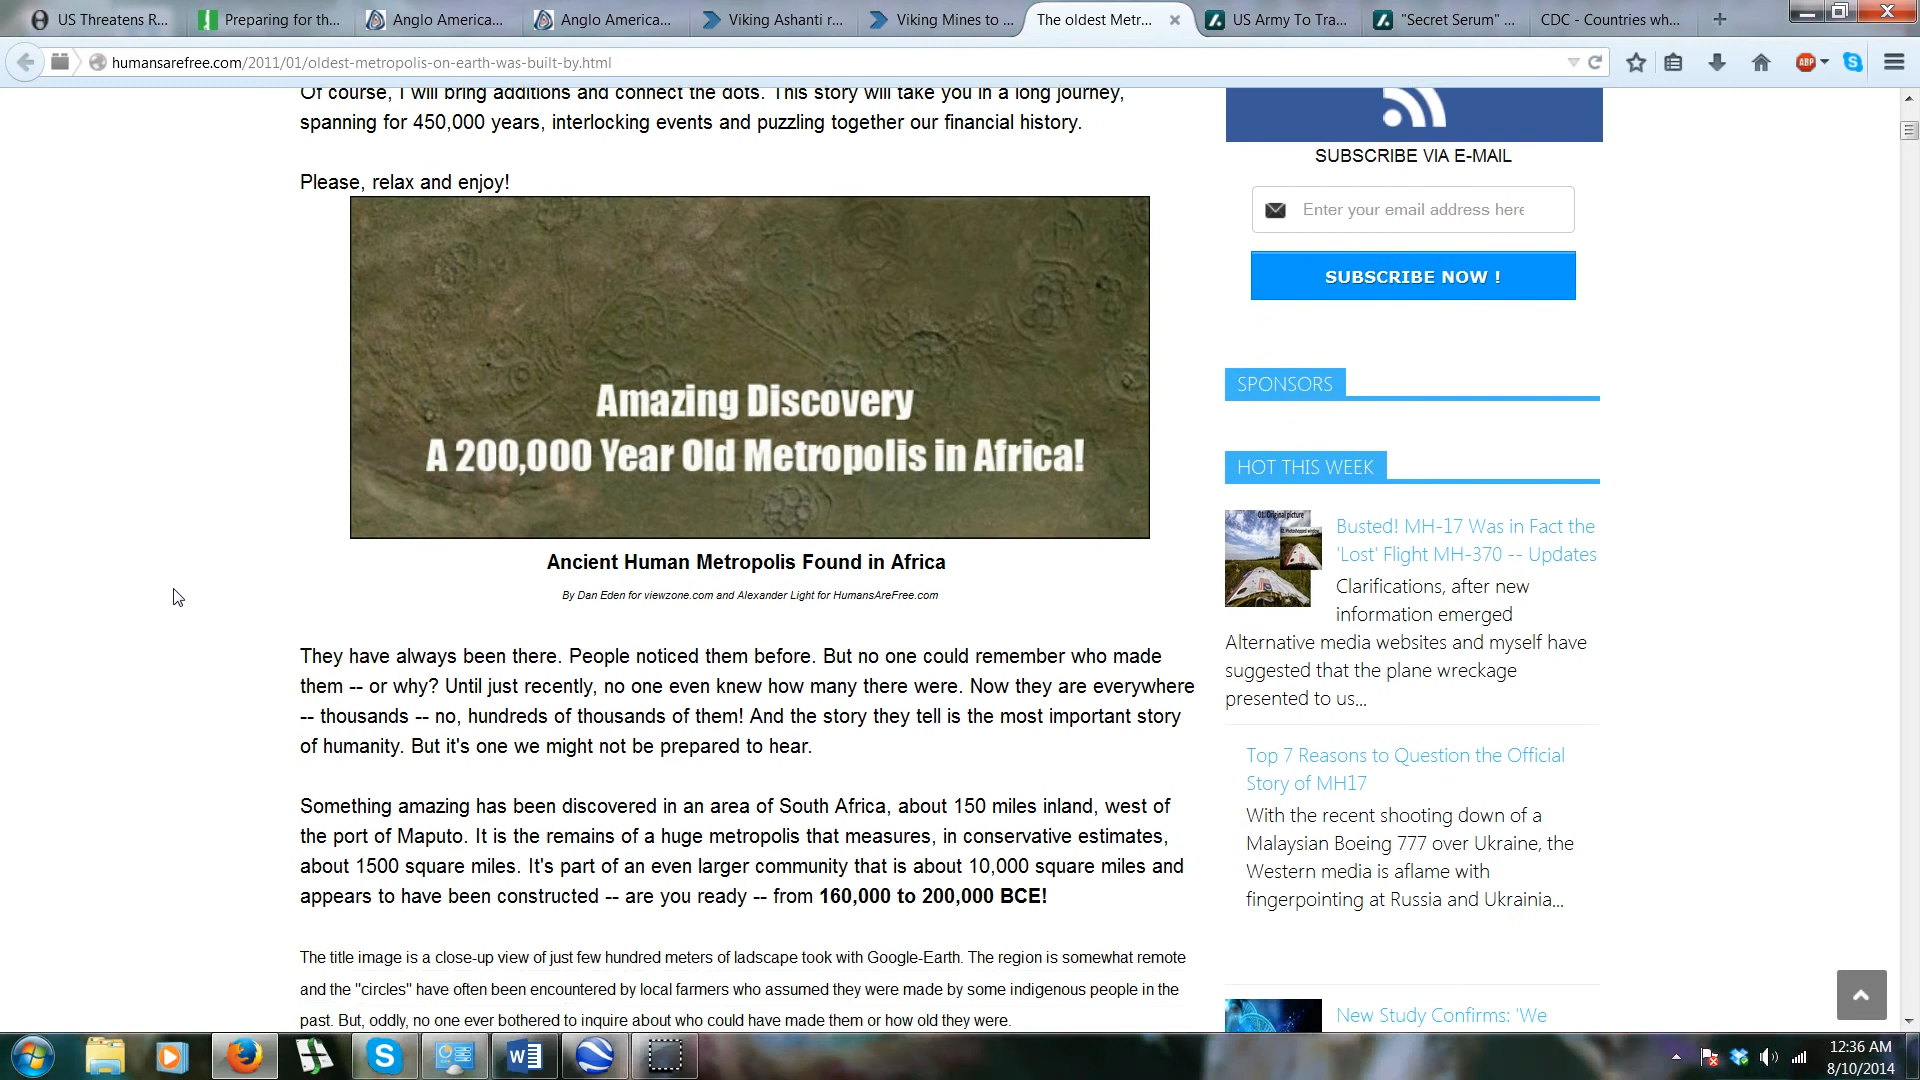 US Threatens R...
Preparing for th...
Anglo America...
Anglo America...
Viking Ashanti r...
Viking Mines to ...
The oldest Metr...
US Army To Tra...
"Secret Serum" ...
CDC - Countries wh...
humansarefree.com/2011/01/oldest-metropolis-on-earth-was-built-by.html
ABP
Of course, I will bring additions and connect the dots. This story will take you in a long journey,
spanning for 450,000 years, interlocking events and puzzling together our financial history.
Please, relax and enjoy!
Amazing Discovery
A 200,000 Year Old Metropolis in Africa!
Ancient Human Metropolis Found in Africa
By Dan Eden for viewzone.com and Alexander Light for HumansAreFree.com
They have always been there. People noticed them before. But no one could remember who made
them -- or why? Until just recently, no one even knew how many there were. Now they are everywhere
-- thousands -- no, hundreds of thousands of them! And the story they tell is the most important story
of humanity. But it's one we might not be prepared to hear.
Something amazing has been discovered in an area of South Africa, about 150 miles inland, west of
the port of Maputo. It is the remains of a huge metropolis that measures, in conservative estimates,
about 1500 square miles. It's part of an even larger community that is about 10,000 square miles and
appears to have been constructed -- are you ready -- from 160,000 to 200,000 BCE!
The title image is a close-up view of just few hundred meters of ladscape took with Google-Earth. The region is somewhat remote
and the "circles" have often been encountered by local farmers who assumed they were made by some indigenous people in the
past. But, oddly, no one ever bothered to inquire about who could have made them or how old they were.
SUBSCRIBE VIA E-MAIL
Enter your email address here
SUBSCRIBE NOW !
SPONSORS
HOT THIS WEEK
01. Original picture
Busted! MH-17 Was in Fact the
'Lost' Flight MH-370 -- Updates
Clarifications, after new
information emerged
Alternative media websites and myself have
suggested that the plane wreckage
presented to us...
Top 7 Reasons to Question the Official
Story of MH17
With the recent shooting down of a
Malaysian Boeing 777 over Ukraine, the
Western media is aflame with
fingerpointing at Russia and Ukrainia...
New Study Confirms: 'We
12:36 AM
8/10/2014